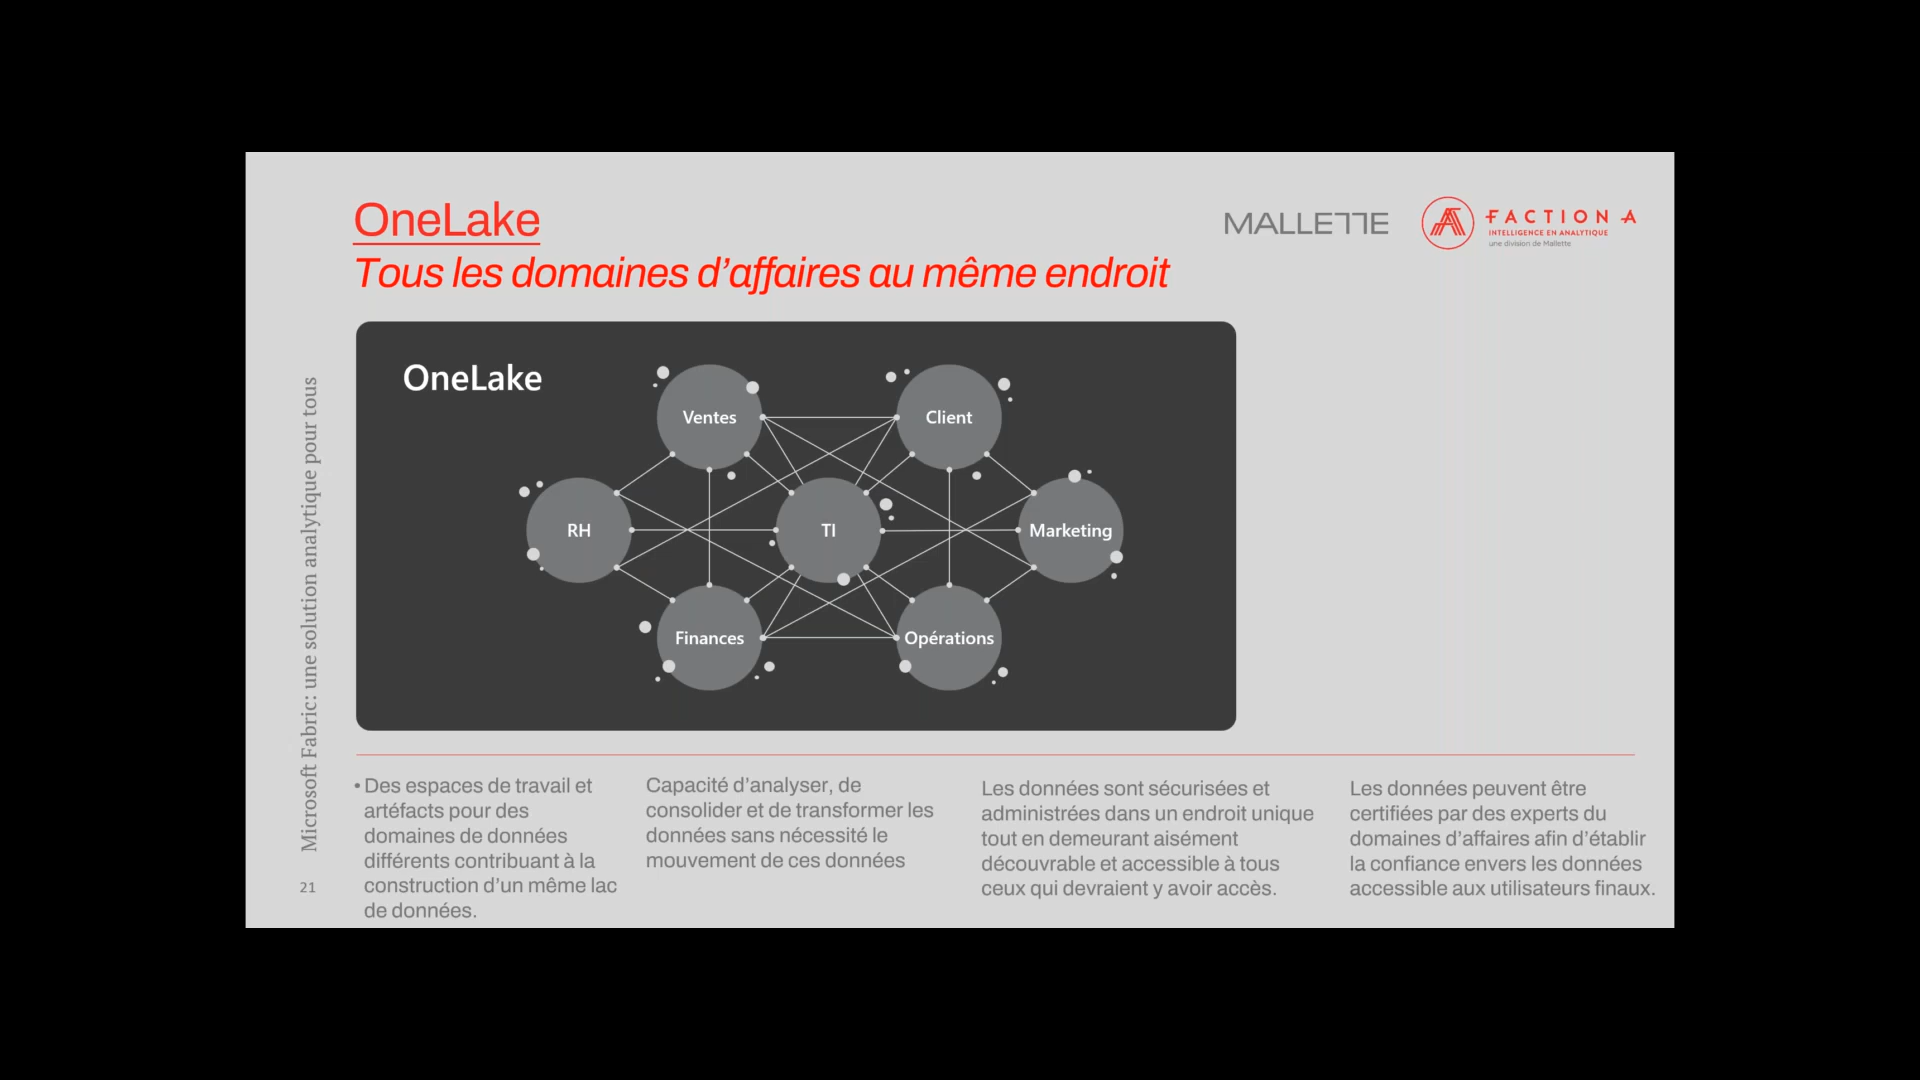 OneLake
Tous les domaines d’affaires au même endroit
MALLETTE
FACTION A
INTELLIGENCE EN ANALYTIQUE
une division de Mallette
OneLake
Ventes
Client
RH
TI
Marketing
Finances
Opérations
Microsoft Fabric: une solution analytique pour tous
21
• Des espaces de travail et
artéfacts pour des
domaines de données
différents contribuant à la
construction d’un même lac
de données.
Capacité d’analyser, de
consolider et de transformer les
données sans nécessité le
mouvement de ces données
Les données sont sécurisées et
administrées dans un endroit unique
tout en demeurant aisément
découvrable et accessible à tous
ceux qui devraient y avoir accès.
Les données peuvent être
certifiées par des experts du
domaines d’affaires afin d’établir
la confiance envers les données
accessible aux utilisateurs finaux.